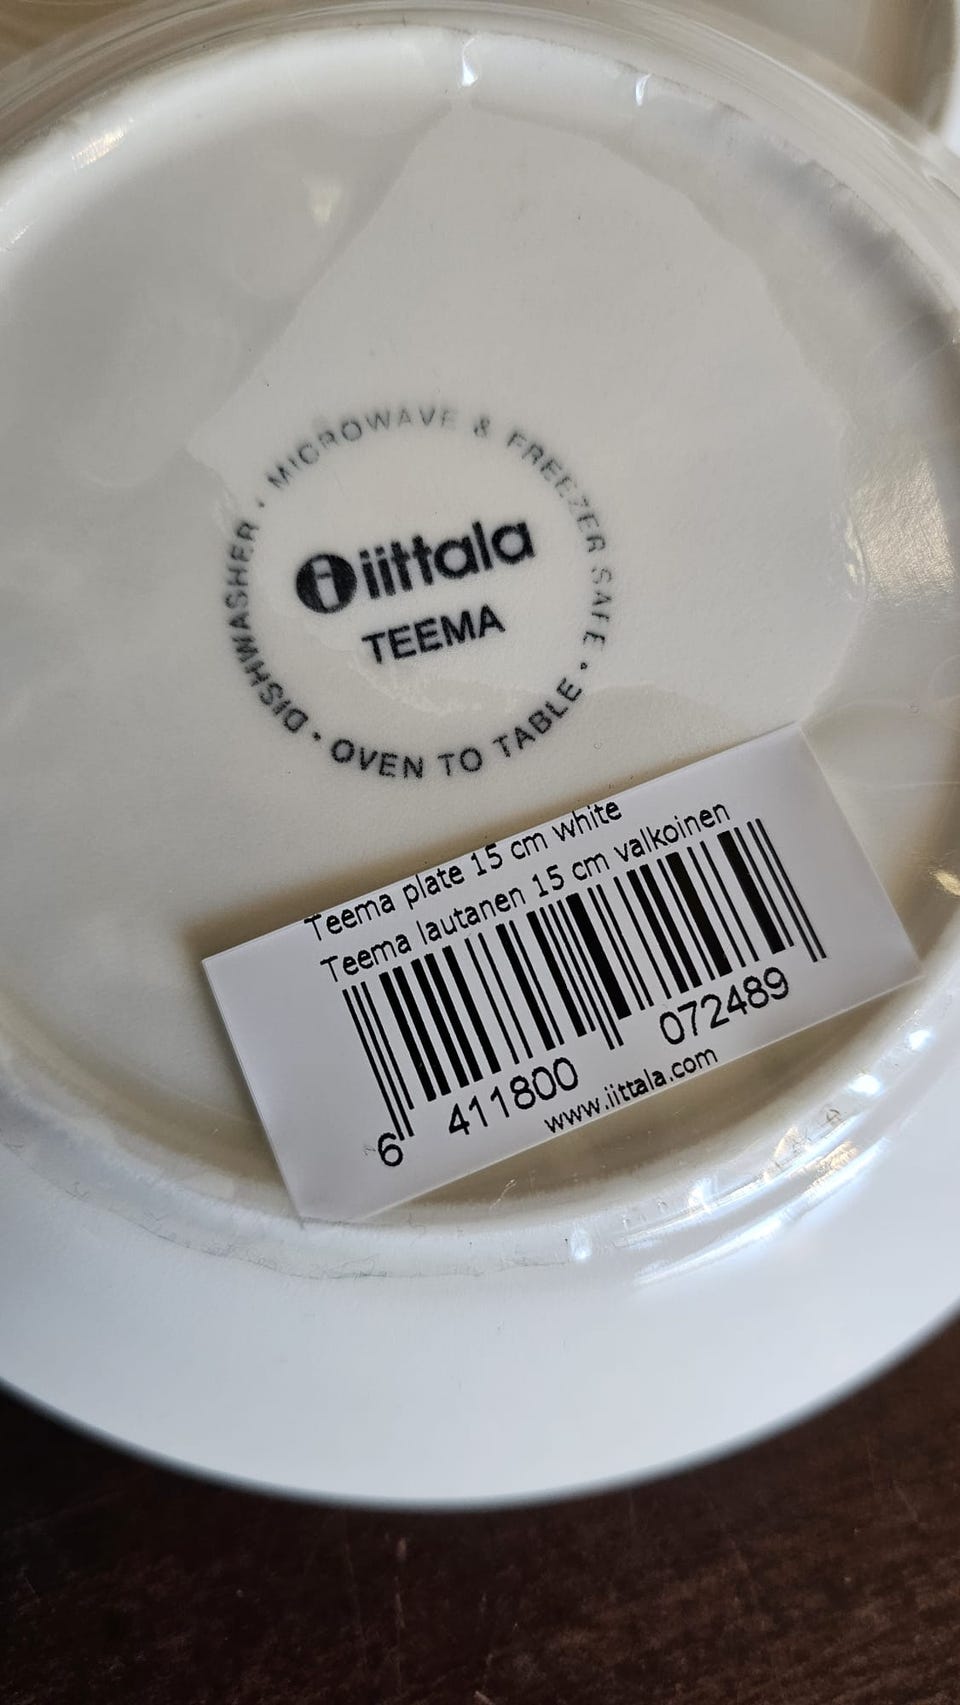 MICROWAVE & FREEZER SAFE • OVEN TO TABLE • DISHWASHER •
iittala
TEEMA
Teema plate 15 cm white
Teema lautanen 15 cm valkoinen
6 411800 072489
www.iittala.com